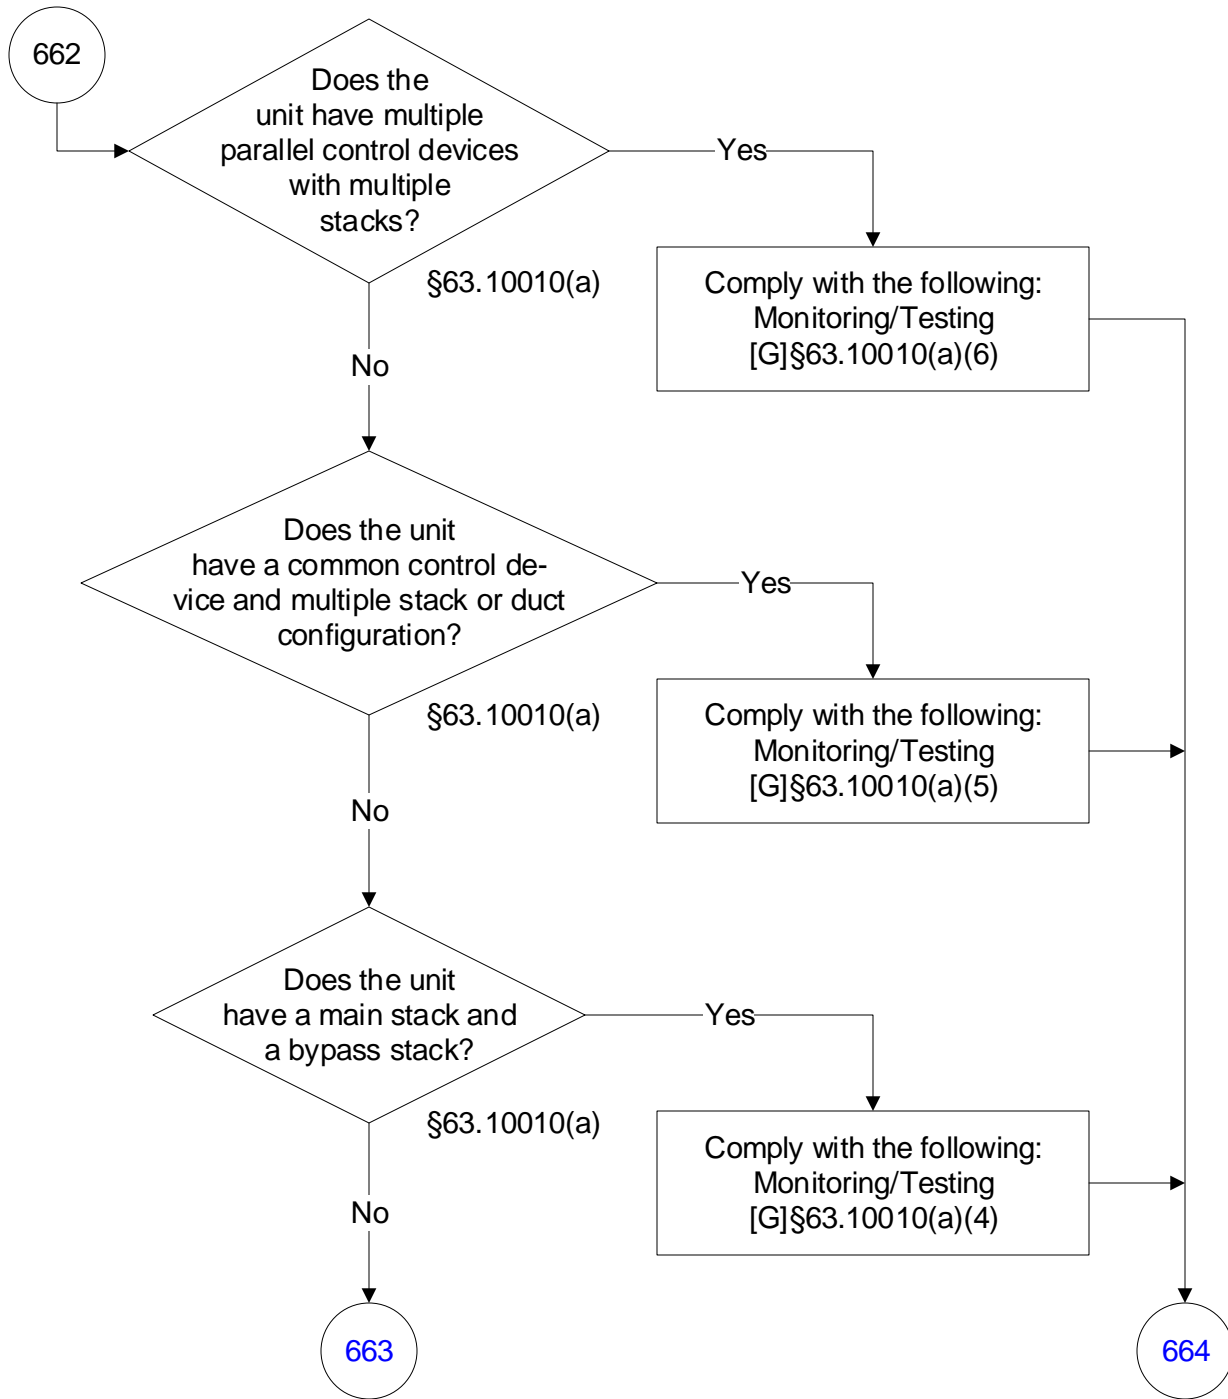 662
Does the
unit have multiple
parallel control devices
with multiple
stacks?
Yes
§63.10010(a)
Comply with the following:
Monitoring/Testing
[G]§63.10010(a)(6)
No
Does the unit
have a common control de-
vice and multiple stack or duct
configuration?
Yes
§63.10010(a)
Comply with the following:
Monitoring/Testing
[G]§63.10010(a)(5)
No
Does the unit
have a main stack and
a bypass stack?
Yes
§63.10010(a)
Comply with the following:
Monitoring/Testing
[G]§63.10010(a)(4)
No
663
664